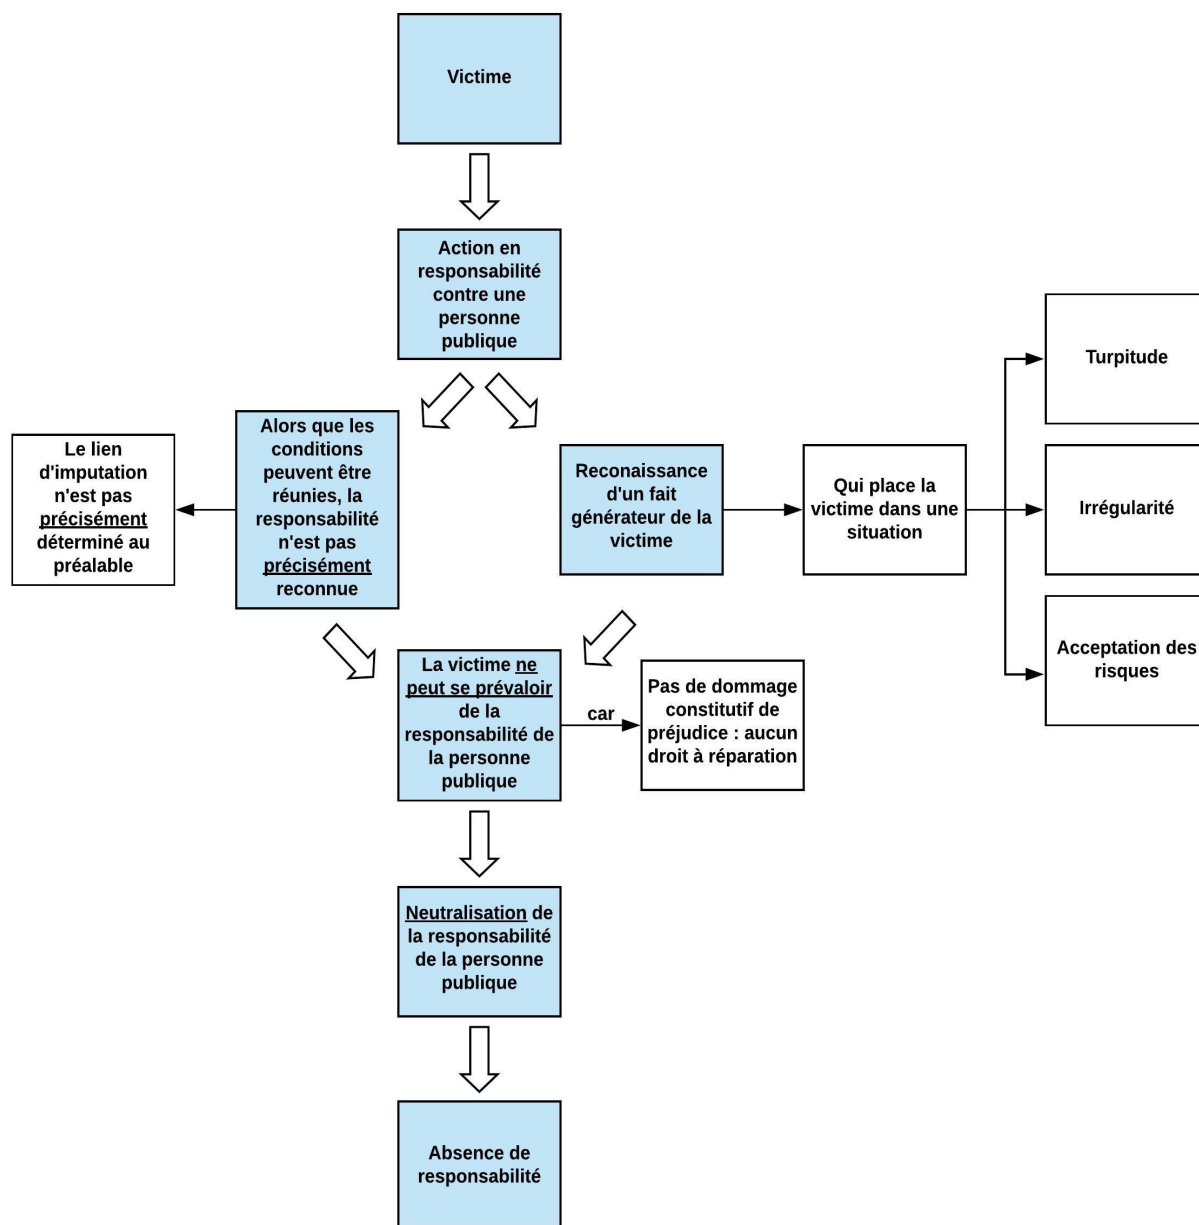 Victime
Action en
responsabilité
contre une
personne
publique
Alors que les
conditions
peuvent être
réunies, la
responsabilité
n'est pas
précisément
reconnue
Le lien
d'imputation
n'est pas
précisément
déterminé au
préalable
Reconaissance
d'un fait
générateur de la
victime
Qui place la
victime dans une
situation
Turpitude
Irrégularité
Acceptation des
risques
La victime ne
peut se prévaloir
de la
responsabilité de
la personne
publique
car
Pas de dommage
constitutif de
préjudice : aucun
droit à réparation
Neutralisation de
la responsabilité
de la personne
publique
Absence de
responsabilité